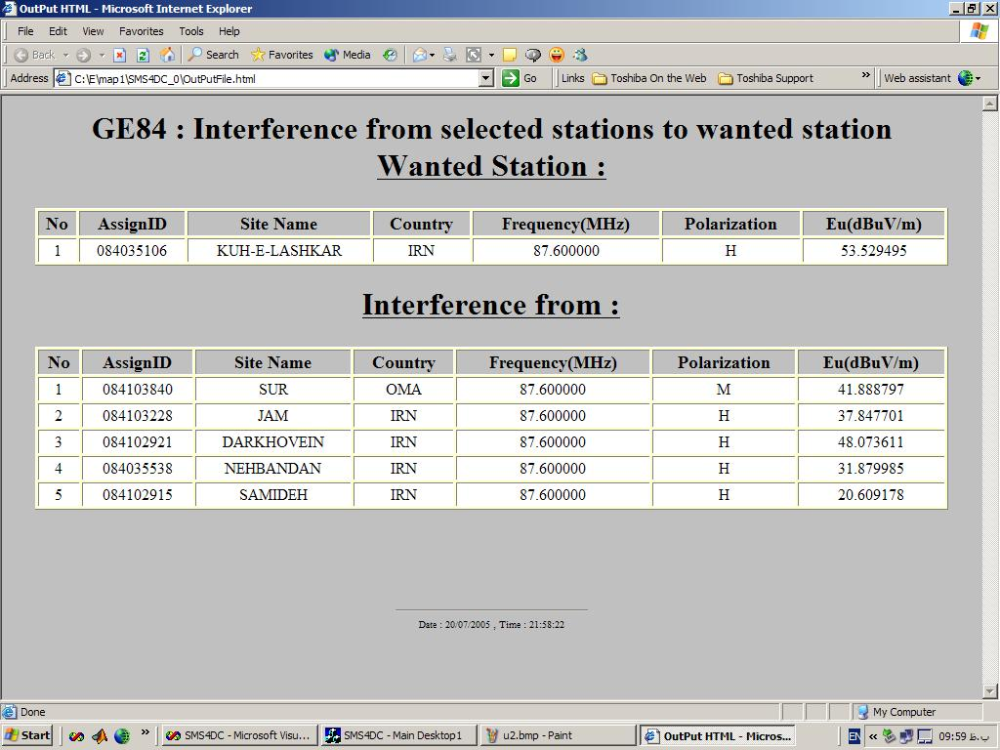 OutPut HTML - Microsoft Internet Explorer
File Edit View Favorites Tools Help
Back Search Favorites Media
Address C:\E\map1\SMS4DC_0\OutPutFile.html Go Links Toshiba On the Web Toshiba Support » Web assistant
GE84 : Interference from selected stations to wanted station
Wanted Station :
No AssignID Site Name Country Frequency(MHz) Polarization Eu(dBuV/m)
1 084035106 KUH-E-LASHKAR IRN 87.600000 H 53.529495
Interference from :
No AssignID Site Name Country Frequency(MHz) Polarization Eu(dBuV/m)
1 084103840 SUR OMA 87.600000 M 41.888797
2 084103228 JAM IRN 87.600000 H 37.847701
3 084102921 DARKHOVEIN IRN 87.600000 H 48.073611
4 084035538 NEHBANDAN IRN 87.600000 H 31.879985
5 084102915 SAMIDEH IRN 87.600000 H 20.609178
Date : 20/07/2005 , Time : 21:58:22
Done My Computer
Start » SMS4DC - Microsoft Visu... SMS4DC - Main Desktop1 u2.bmp - Paint OutPut HTML - Micros... EN « 09:59 ب.ظ